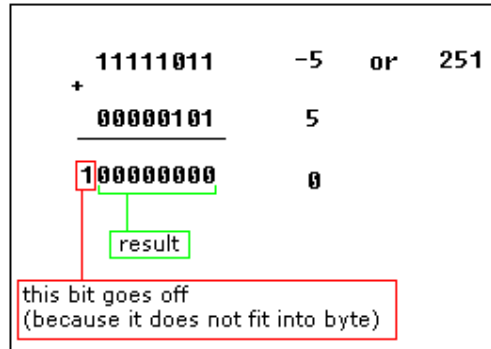 11111011 -5 or 251
+
00000101 5
100000000 0
result
this bit goes off
(because it does not fit into byte)